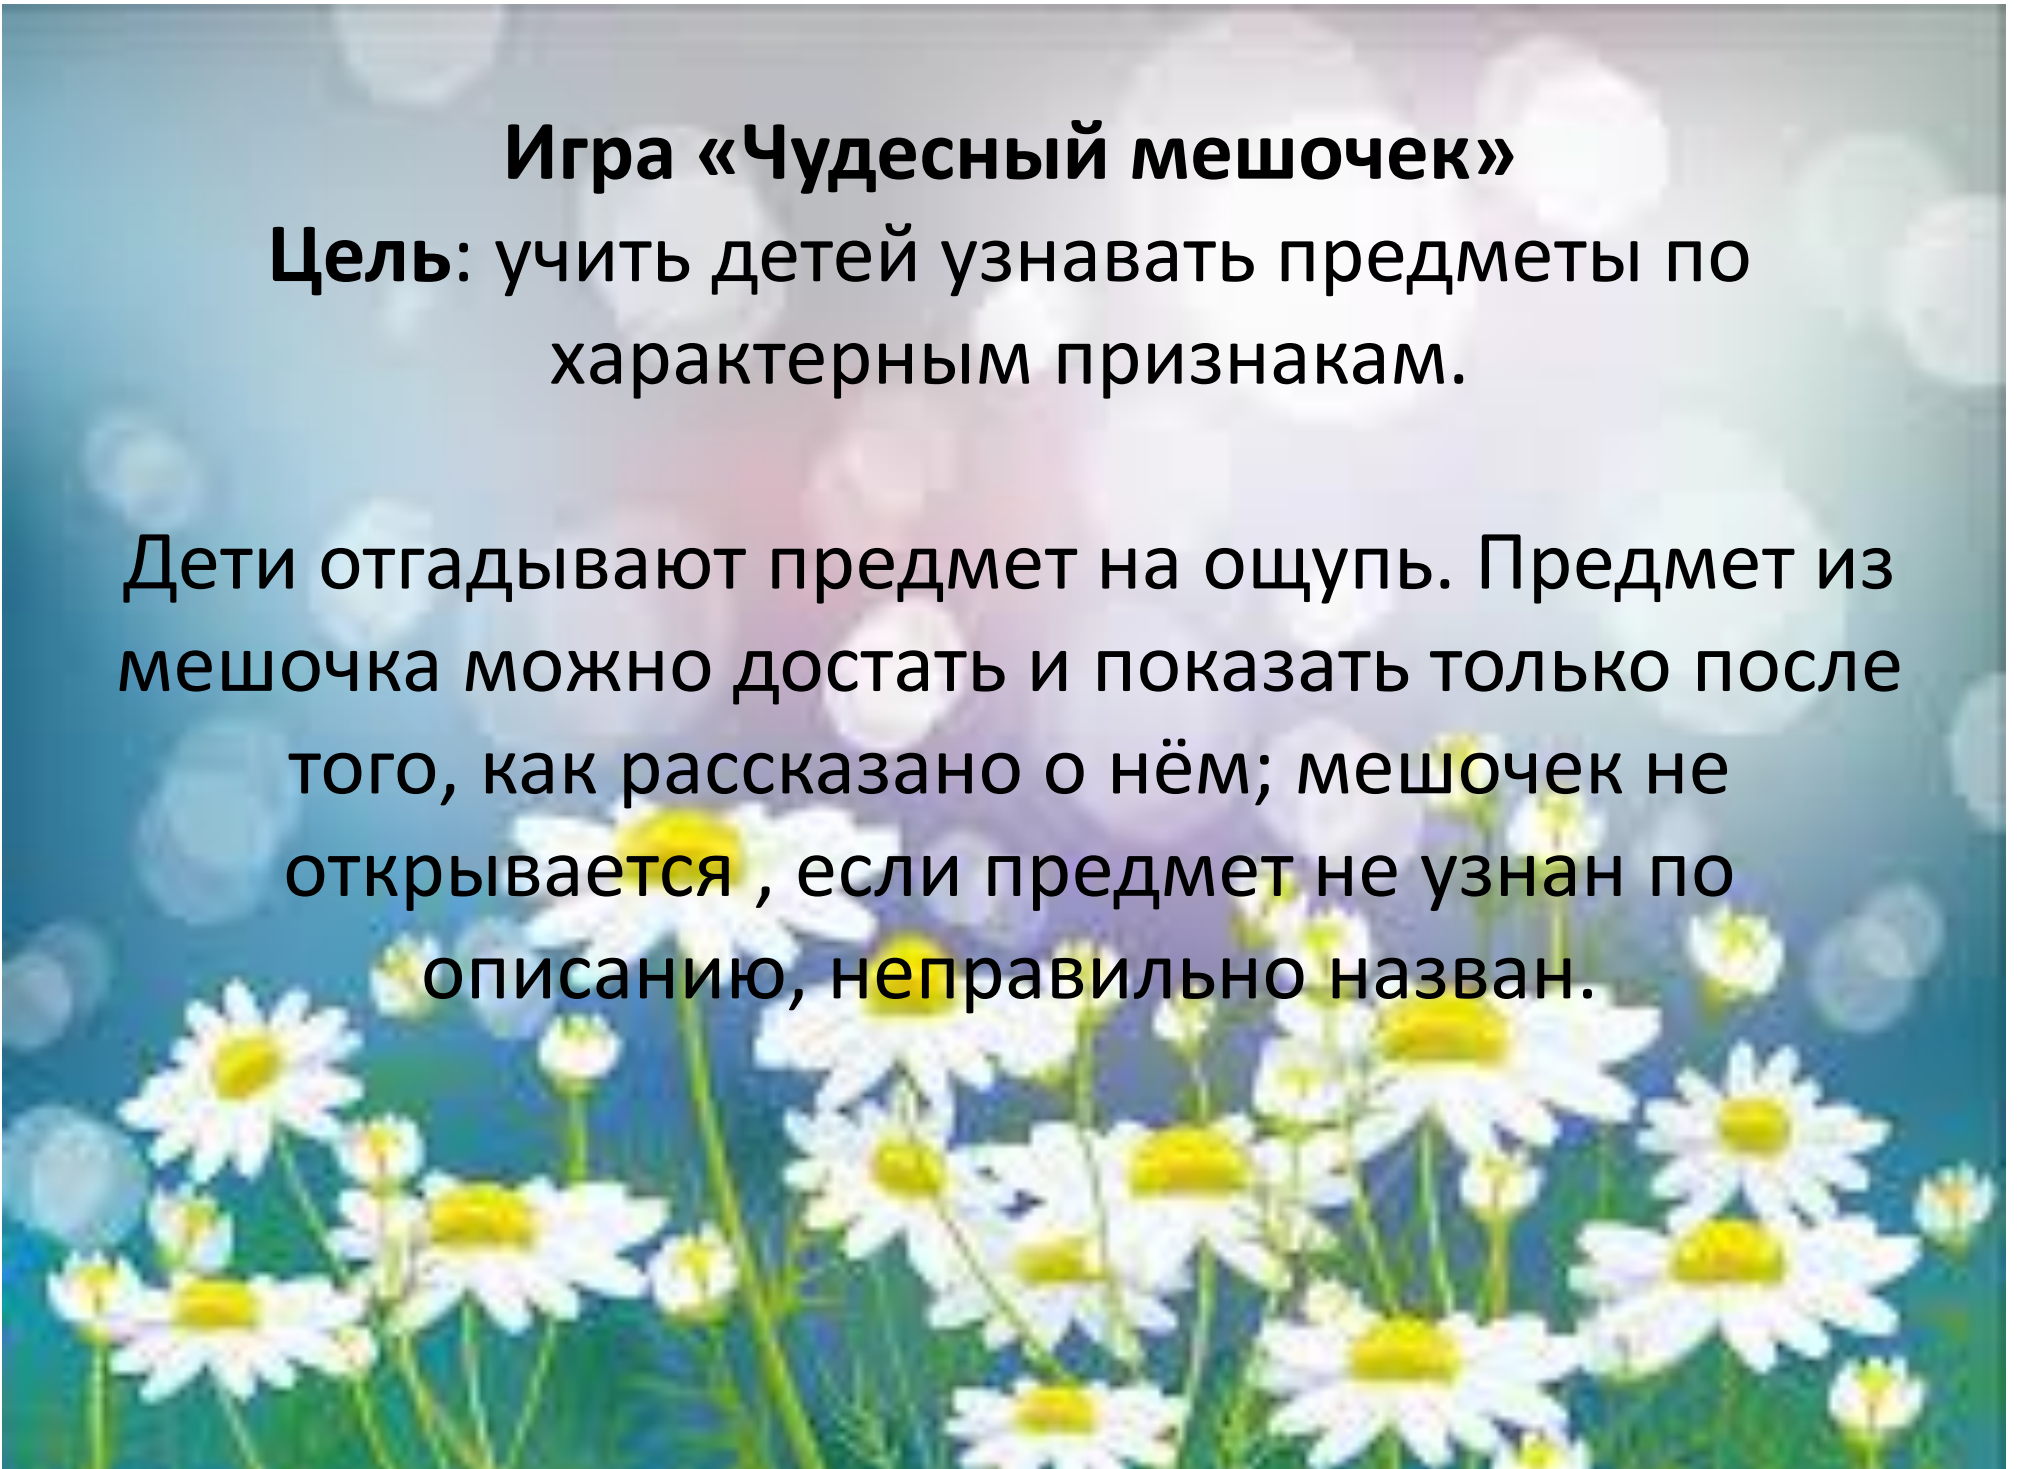 Игра «Чудесный мешочек»
Цель: учить детей узнавать предметы по
характерным признакам.
Дети отгадывают предмет на ощупь. Предмет из
мешочка можно достать и показать только после
того, как рассказано о нём; мешочек не
открывается , если предмет не узнан по
описанию, неправильно назван.